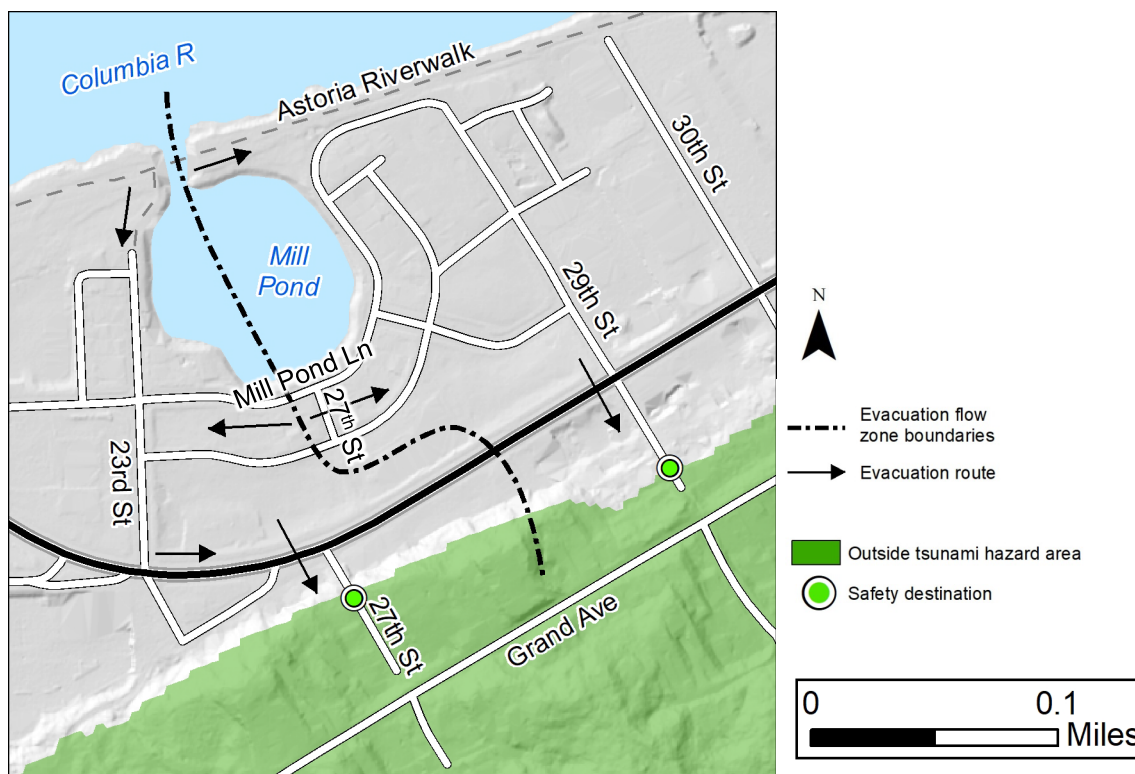 Columbia R
Astoria Riverwalk
30th St
Mill
Pond
29th St
Mill Pond Ln
27th St
23rd St
27th St
Grand Ave
N
Evacuation flow
zone boundaries
Evacuation route
Outside tsunami hazard area
Safety destination
0 0.1
Miles